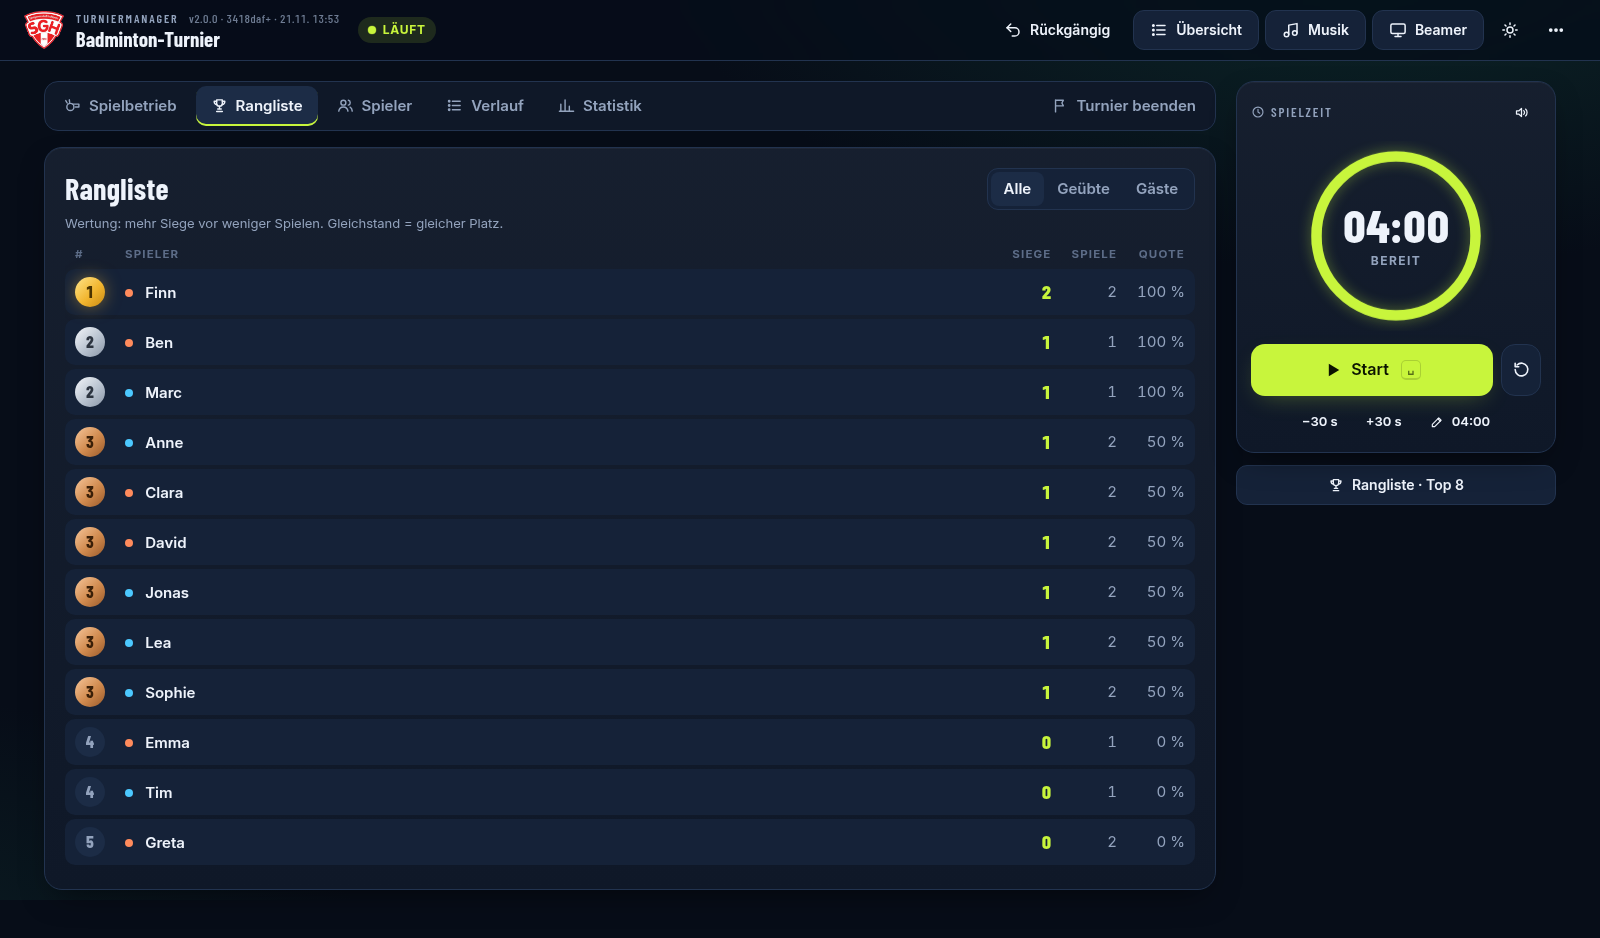 SGH
TURNIERMANAGER v2.0.0 · 3418daf+ · 21.11. 13:53
Badminton-Turnier
LÄUFT
Rückgängig
Übersicht
Musik
Beamer
Spielbetrieb
Rangliste
Spieler
Verlauf
Statistik
Turnier beenden
Rangliste
Alle
Geübte
Gäste
Wertung: mehr Siege vor weniger Spielen. Gleichstand = gleicher Platz.
# SPIELER SIEGE SPIELE QUOTE
1 Finn 2 2 100 %
2 Ben 1 1 100 %
2 Marc 1 1 100 %
3 Anne 1 2 50 %
3 Clara 1 2 50 %
3 David 1 2 50 %
3 Jonas 1 2 50 %
3 Lea 1 2 50 %
3 Sophie 1 2 50 %
4 Emma 0 1 0 %
4 Tim 0 1 0 %
5 Greta 0 2 0 %
SPIELZEIT
04:00
BEREIT
Start ␣
−30 s +30 s 04:00
Rangliste · Top 8